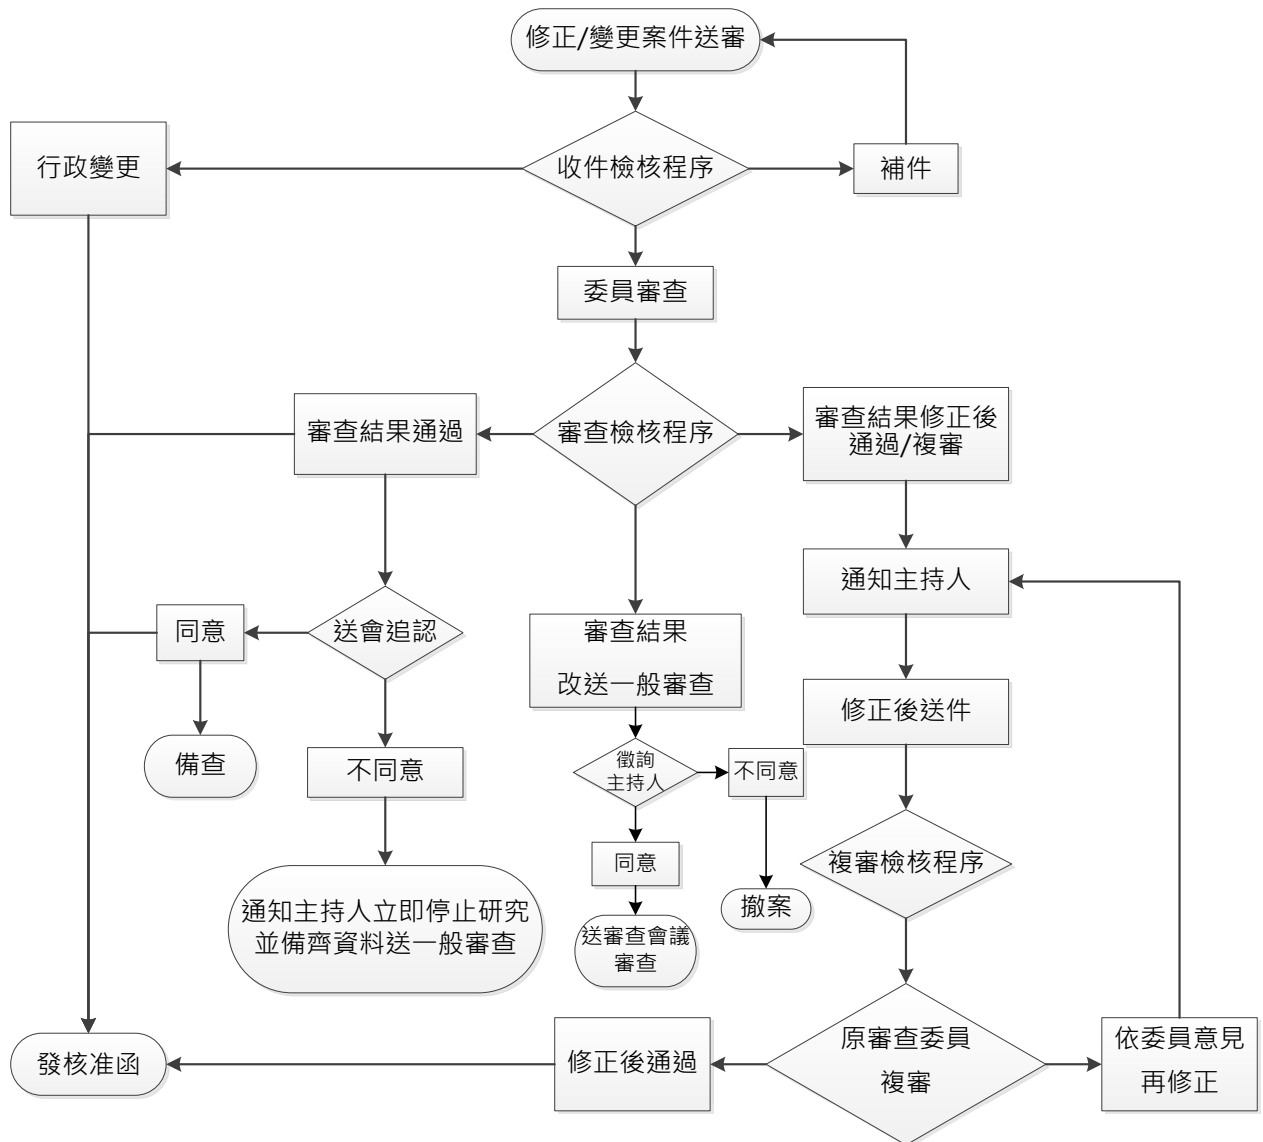 修正/變更案件送審
行政變更
收件檢核程序
補件
委員審查
審查結果通過
審查檢核程序
審查結果修正後
通過/複審
通知主持人
同意
送會追認
審查結果
改送一般審查
修正後送件
備查
不同意
徵詢
主持人
不同意
同意
複審檢核程序
通知主持人立即停止研究
並備齊資料送一般審查
撤案
送審查會議
審查
發核准函
修正後通過
原審查委員
複審
依委員意見
再修正